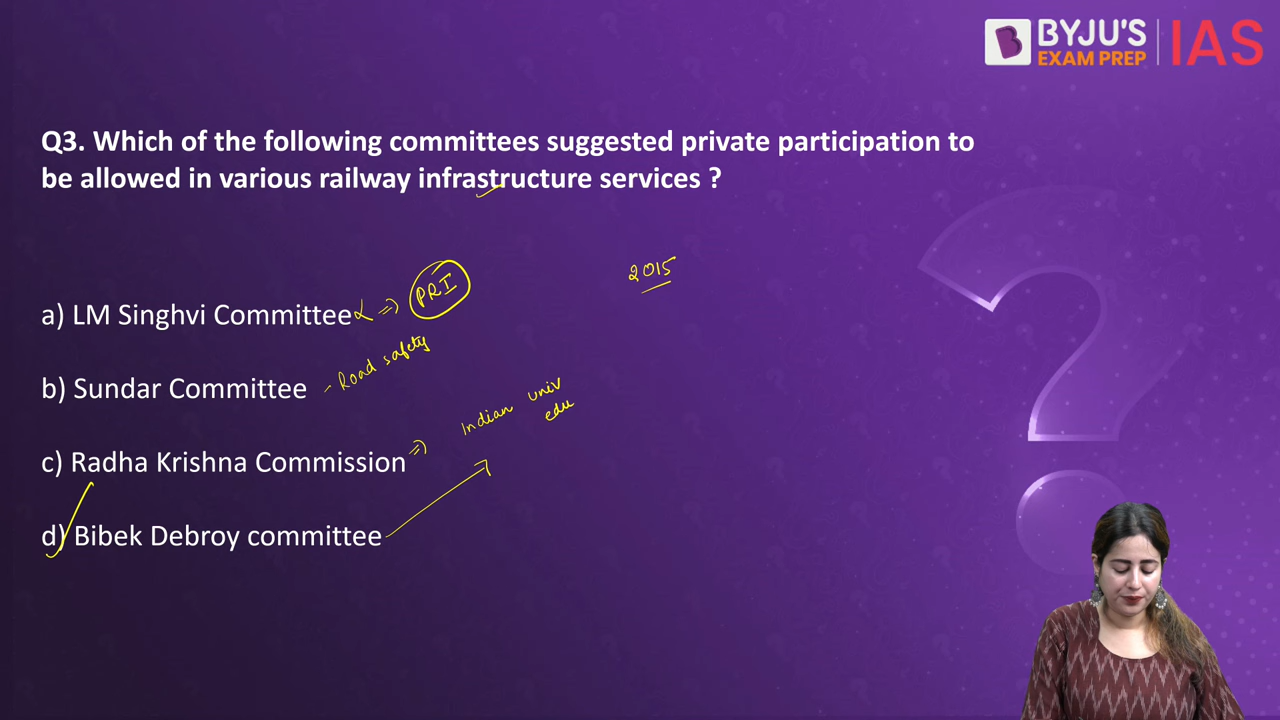 BYJU'S
EXAM PREP
IAS
Q3. Which of the following committees suggested private participation to
be allowed in various railway infrastructure services ?
2015
a) LM Singhvi Committee ⇒ PRI
b) Sundar Committee - Road safety
Indian univ
edu
c) Radha Krishna Commission ⇒
d) Bibek Debroy committee